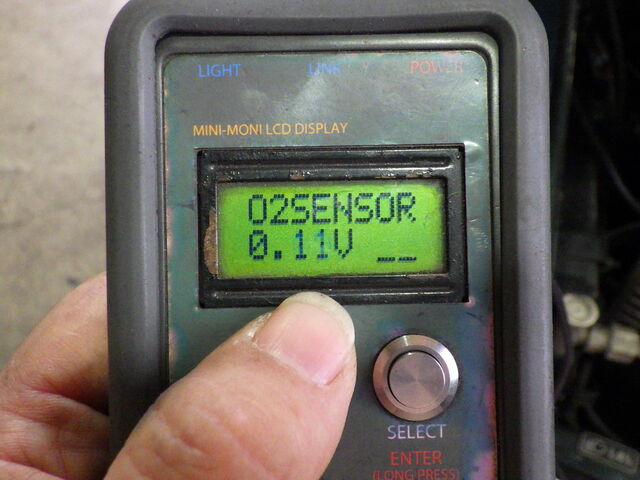 LIGHT LINK POWER
MINI-MONI LCD DISPLAY
O2SENSOR
0.11V __
SELECT
ENTER
(LONG PRESS)